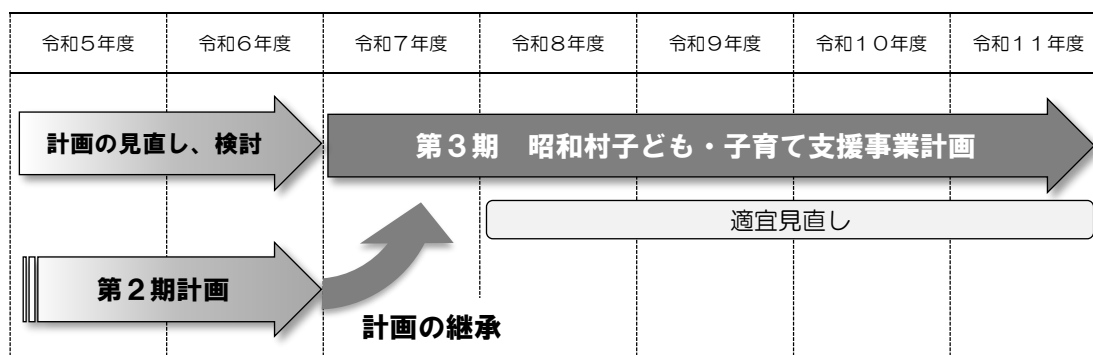 令和５年度
令和６年度
令和７年度
令和８年度
令和９年度
令和１０年度
令和１１年度
計画の見直し、検討
第３期　昭和村子ども・子育て支援事業計画
適宜見直し
第２期計画
計画の継承